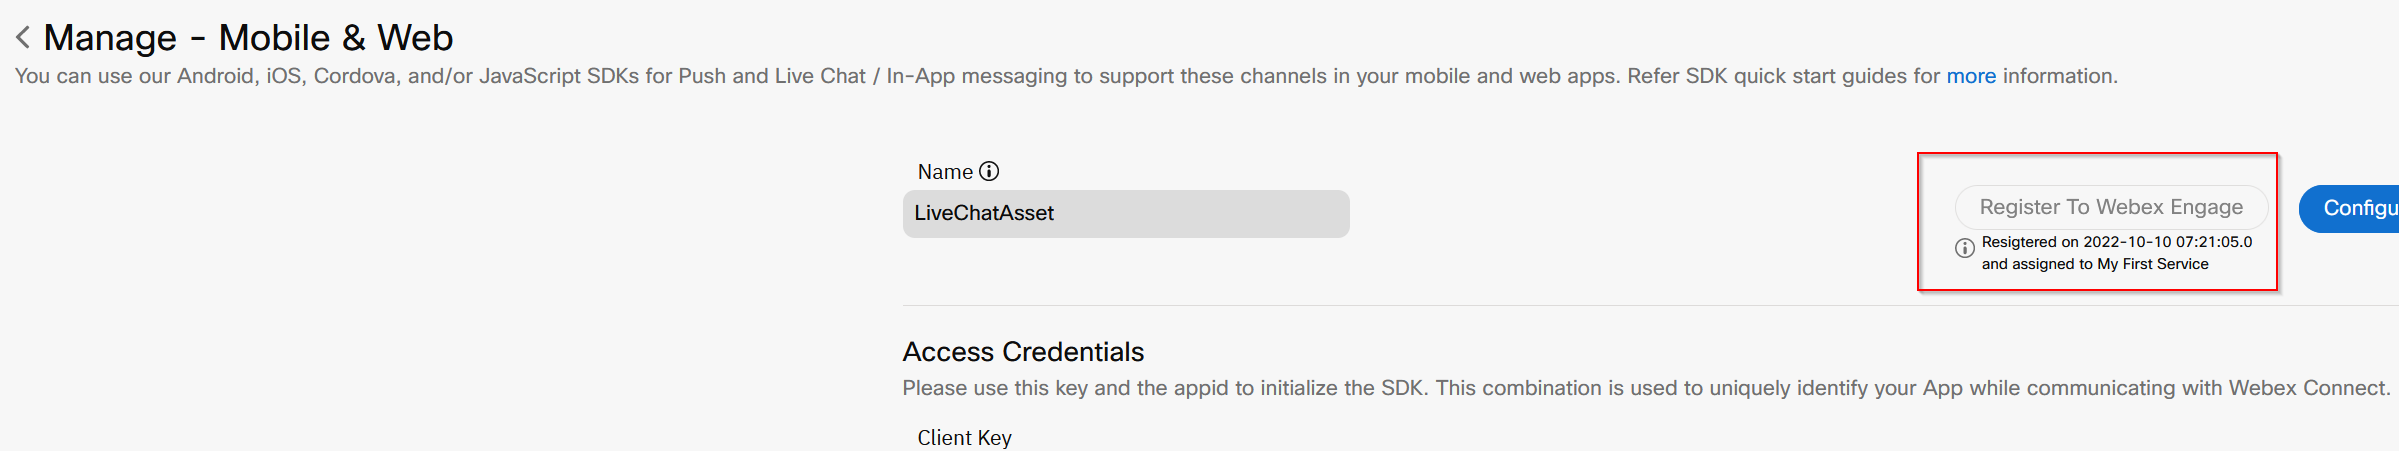 Manage - Mobile & Web
You can use our Android, iOS, Cordova, and/or JavaScript SDKs for Push and Live Chat / In-App messaging to support these channels in your mobile and web apps. Refer SDK quick start guides for more information.
Name
LiveChatAsset
Register To Webex Engage
Configu
Resigtered on 2022-10-10 07:21:05.0
and assigned to My First Service
Access Credentials
Please use this key and the appid to initialize the SDK. This combination is used to uniquely identify your App while communicating with Webex Connect.
Client Key